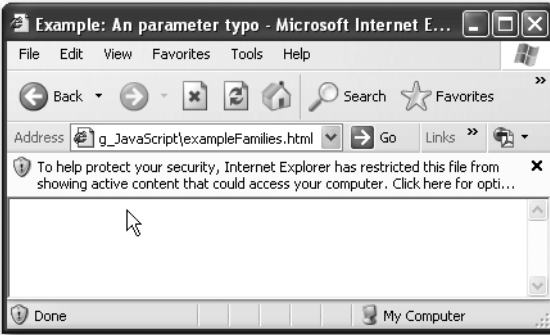 Example: An parameter typo - Microsoft Internet E...
File Edit View Favorites Tools Help
Back Search Favorites »
Address g_JavaScript\exampleFamilies.html Go Links »
To help protect your security, Internet Explorer has restricted this file from
showing active content that could access your computer. Click here for opti...
Done My Computer